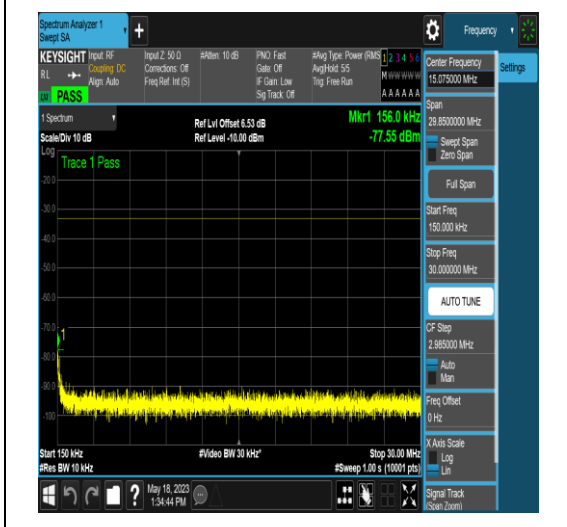 Spectrum Analyzer 1
Swept SA
+
Frequency
KEYSIGHT
RL
Input: RF
Coupling: DC
Align: Auto
Input Z: 50 Ω
Corrections: Off
Freq Ref: Int (S)
#Atten: 10 dB
PNO: Fast
Gate: Off
IF Gain: Low
Sig Track: Off
#Avg Type: Power (RMS
Avg|Hold: 5/5
Trig: Free Run
1 2 3 4 5 6
M W W W W W
A A A A A A
PASS
1 Spectrum
Scale/Div 10 dB
Ref Lvl Offset 6.53 dB
Ref Level -10.00 dBm
Mkr1 156.0 kHz
-77.55 dBm
Log
Trace 1 Pass
-20.0
-30.0
-40.0
-50.0
-60.0
-70.0
1
-80.0
-90.0
-100
Start 150 kHz
#Res BW 10 kHz
#Video BW 30 kHz*
Stop 30.00 MHz
#Sweep 1.00 s (10001 pts)
?
May 18, 2023
1:34:44 PM
Center Frequency
15.075000 MHz
Settings
Span
29.8500000 MHz
Swept Span
Zero Span
Full Span
Start Freq
150.000 kHz
Stop Freq
30.000000 MHz
AUTO TUNE
CF Step
2.985000 MHz
Auto
Man
Freq Offset
0 Hz
X Axis Scale
Log
Lin
Signal Track
(Span Zoom)